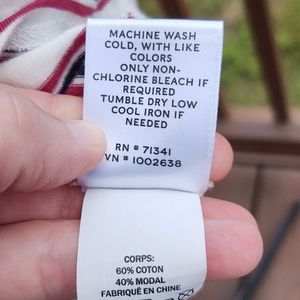 MACHINE WASH
COLD, WITH LIKE
COLORS
ONLY NON-
CHLORINE BLEACH IF
REQUIRED
TUMBLE DRY LOW
COOL IRON IF
NEEDED
RN # 71341
VN # 1002638
CORPS:
60% COTON
40% MODAL
FABRIQUÉ EN CHINE